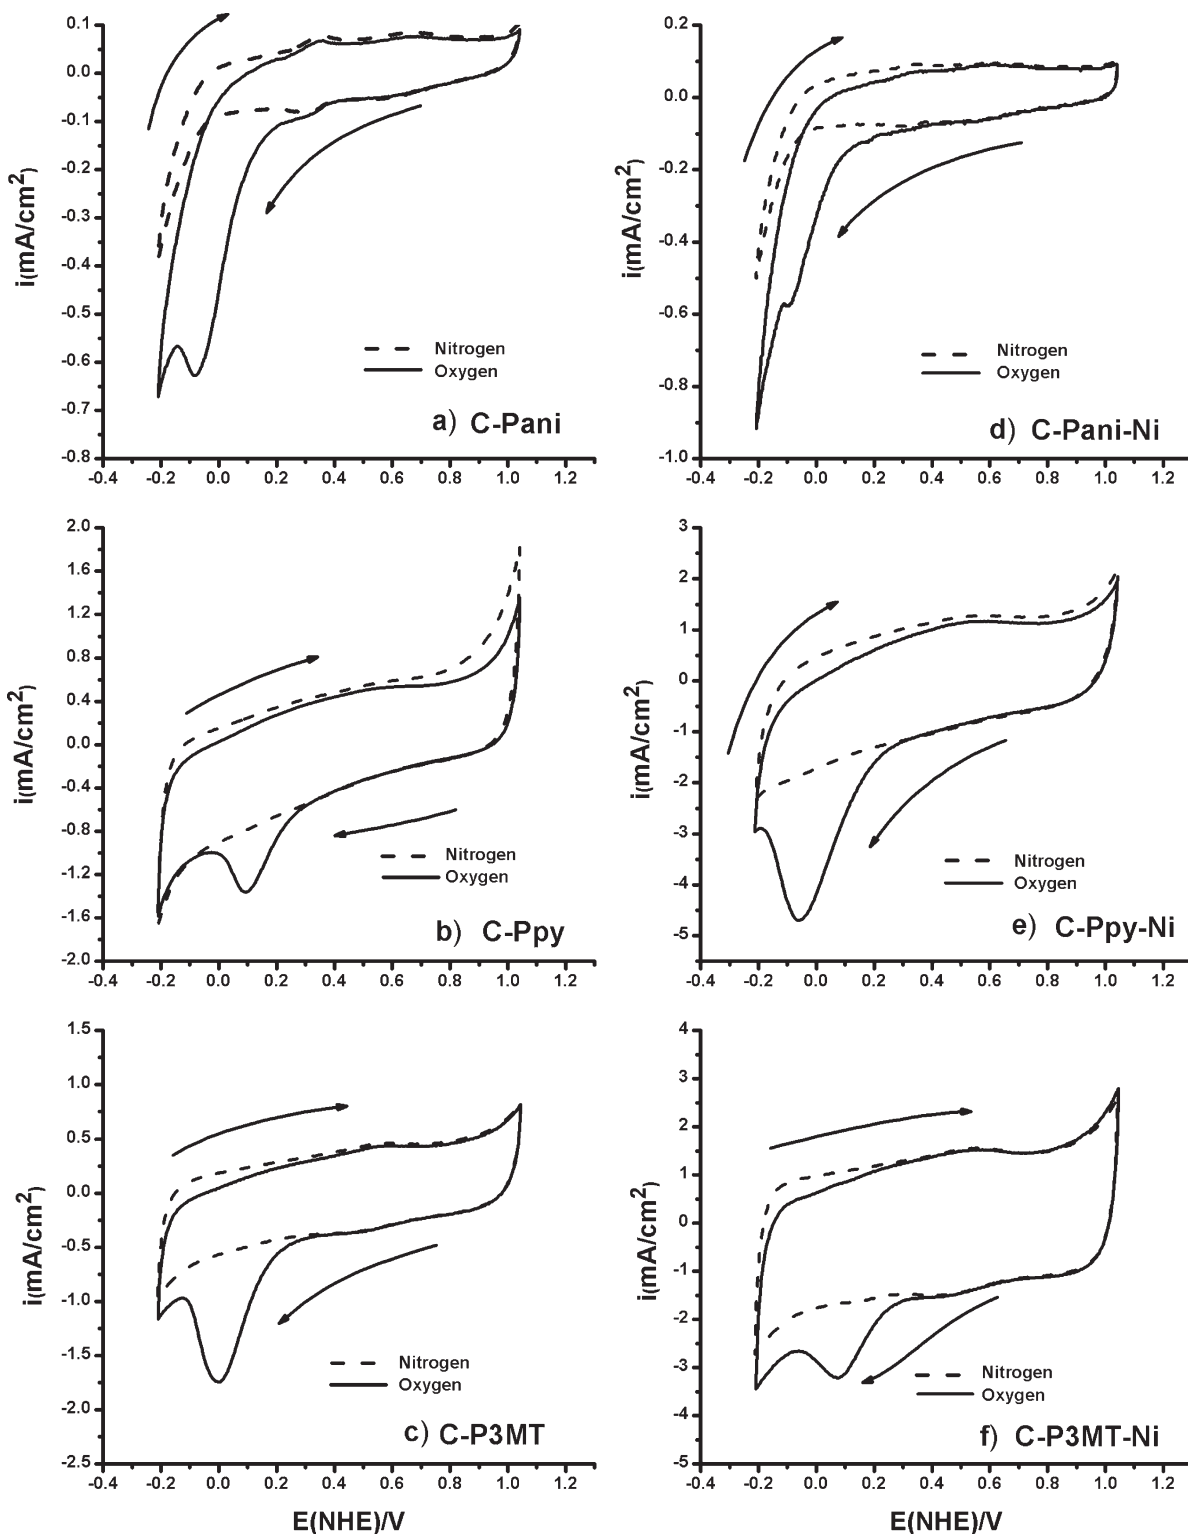 0.1
0.0
-0.1
-0.2
-0.3
-0.4
-0.5
-0.6
-0.7
-0.8
i(mA/cm2)
Nitrogen
Oxygen
a) C-Pani
-0.4 -0.2 0.0 0.2 0.4 0.6 0.8 1.0 1.2
0.2
0.0
-0.2
-0.4
-0.6
-0.8
-1.0
i(mA/cm2)
Nitrogen
Oxygen
d) C-Pani-Ni
-0.4 -0.2 0.0 0.2 0.4 0.6 0.8 1.0 1.2
2.0
1.6
1.2
0.8
0.4
0.0
-0.4
-0.8
-1.2
-1.6
-2.0
i(mA/cm2)
Nitrogen
Oxygen
b) C-Ppy
-0.4 -0.2 0.0 0.2 0.4 0.6 0.8 1.0 1.2
3
2
1
0
-1
-2
-3
-4
-5
i(mA/cm2)
Nitrogen
Oxygen
e) C-Ppy-Ni
-0.4 -0.2 0.0 0.2 0.4 0.6 0.8 1.0 1.2
1.5
1.0
0.5
0.0
-0.5
-1.0
-1.5
-2.0
-2.5
i(mA/cm2)
Nitrogen
Oxygen
c) C-P3MT
-0.4 -0.2 0.0 0.2 0.4 0.6 0.8 1.0 1.2
E(NHE)/V
4
3
2
1
0
-1
-2
-3
-4
-5
i(mA/cm2)
Nitrogen
Oxygen
f) C-P3MT-Ni
-0.4 -0.2 0.0 0.2 0.4 0.6 0.8 1.0 1.2
E(NHE)/V